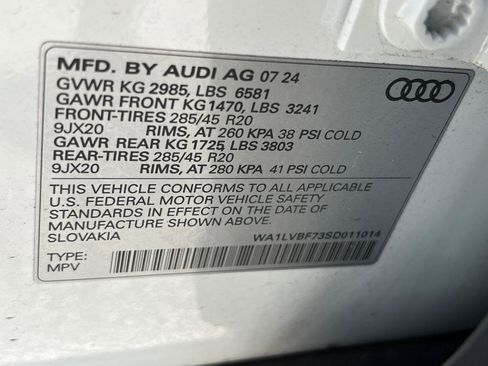 MFD. BY AUDI AG 07 24
GVWR KG 2985, LBS 6581
GAWR FRONT KG 1470, LBS 3241
FRONT-TIRES 285/45 R20
9JX20 RIMS, AT 260 KPA 38 PSI COLD
GAWR REAR KG 1725, LBS 3803
REAR-TIRES 285/45 R20
9JX20 RIMS, AT 280 KPA 41 PSI COLD
THIS VEHICLE CONFORMS TO ALL APPLICABLE
U.S. FEDERAL MOTOR VEHICLE SAFETY
STANDARDS IN EFFECT ON THE DATE OF
MANUFACTURE SHOWN ABOVE.
SLOVAKIA WA1LVBF73SD011014
TYPE:
MPV